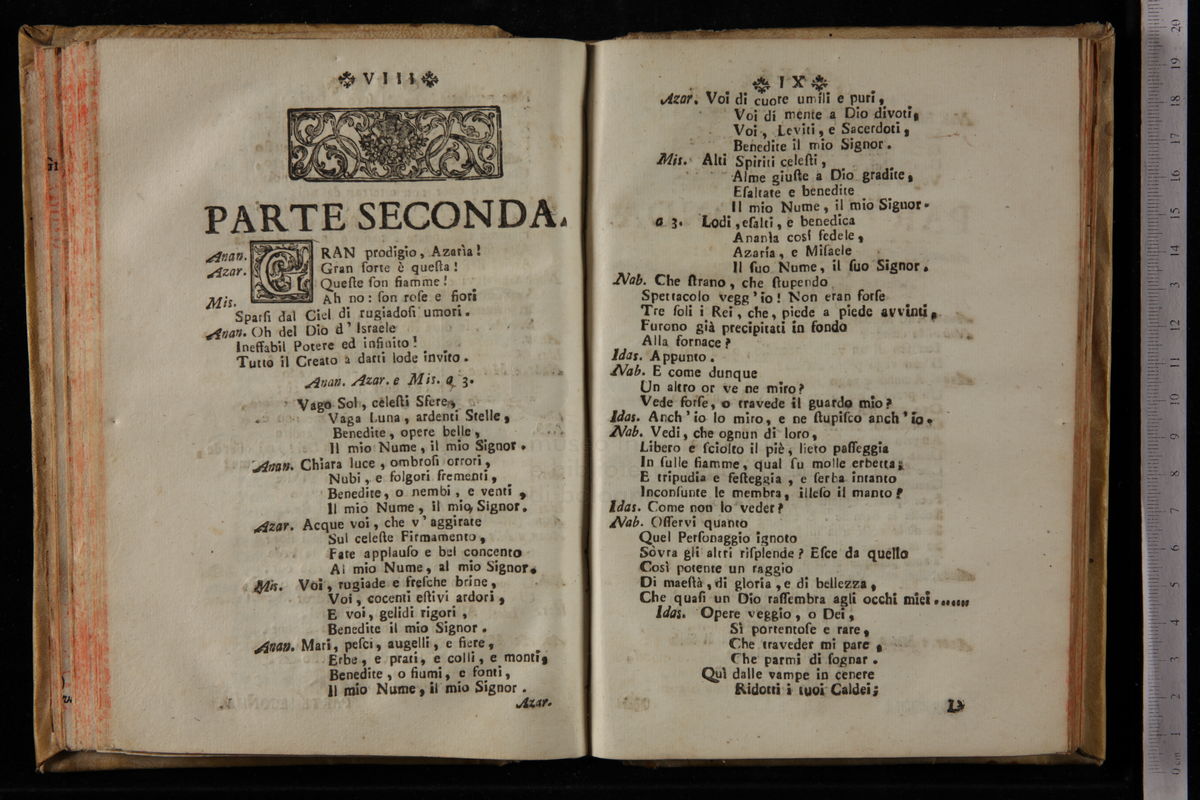 VIII
PARTE SECONDA.
Anan. GRAN prodigio, Azarìa!
Azar. Gran ſorte è queſta!
Queſte ſon fiamme!
Mis. Ah no: ſon roſe e fiori
Sparſi dal Ciel di rugiadoſi umori.
Anan. Oh del Dio d' Israele
Ineffabil Potere ed infinito!
Tutto il Creato a darti lode invito.
Anan. Azar. e Mis. a 3.
Vago Sol, celeſti Sfere,
Vaga Luna, ardenti Stelle,
Benedite, opere belle,
Il mio Nume, il mio Signor.
Anan. Chiara luce, ombroſi orrori,
Nubi, e folgori frementi,
Benedite, o nembi, e venti,
Il mio Nume, il mio Signor.
Azar. Acque voi, che v' aggirate
Sul celeſte Firmamento,
Fate applauſo e bel concento
Al mio Nume, al mio Signor.
Mis. Voi, rugiade e freſche brine,
Voi, cocenti eſtivi ardori,
E voi, gelidi rigori,
Benedite il mio Signor.
Anan. Mari, peſci, augelli, e fiere,
Erbe, e prati, e colli, e monti,
Benedite, o fiumi, e fonti,
Il mio Nume, il mio Signor.
Azar.
IX
Azar. Voi di cuore umili e puri,
Voi di mente a Dio divoti,
Voi, Leviti, e Sacerdoti,
Benedite il mio Signor.
Mis. Alti Spiriti celeſti,
Alme giuſte a Dio gradite,
Eſaltate e benedite
Il mio Nume, il mio Signor.
a 3. Lodi, eſalti, e benedica
Ananìa così fedele,
Azarìa, e Miſaele
Il ſuo Nume, il ſuo Signor.
Nab. Che ſtrano, che ſtupendo
Spettacolo vegg'io! Non eran forſe
Tre ſoli i Rei, che, piede a piede avvinti,
Furono già precipitati in fondo
Alla fornace?
Idas. Appunto.
Nab. E come dunque
Un altro or ve ne miro?
Vede forſe, o travede il guardo mio?
Idas. Anch'io lo miro, e ne ſtupiſco anch'io.
Nab. Vedi, che ognun di loro,
Libero e ſciolto il piè, lieto paſſeggia
In ſulle fiamme, qual ſu molle erbetta;
E tripudia e feſteggia, e ſerba intanto
Inconſunte le membra, illeſo il manto?
Idas. Come non lo veder?
Nab. Oſſervi quanto
Quel Perſonaggio ignoto
Sovra gli altri riſplende? Eſce da quello
Così potente un raggio
Di maeſtà, di gloria, e di bellezza,
Che quaſi un Dio raſſembra agli occhi miei.......
Idas. Opere veggio, o Dei,
Sì portentoſe e rare,
Che traveder mi pare,
Che parmi di ſognar.
Quì dalle vampe in cenere
Ridotti i tuoi Caldei;